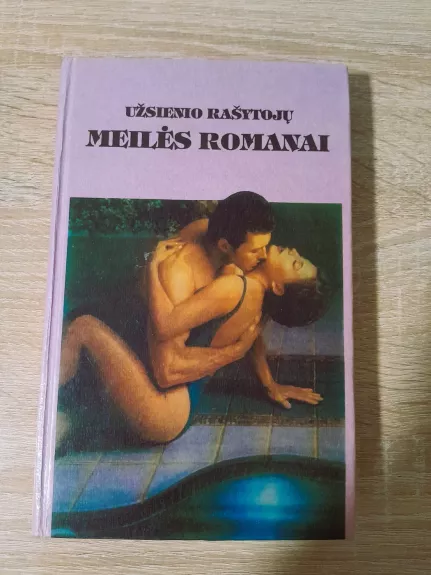 UŽSIENIO RAŠYTOJŲ
MEILĖS ROMANAI